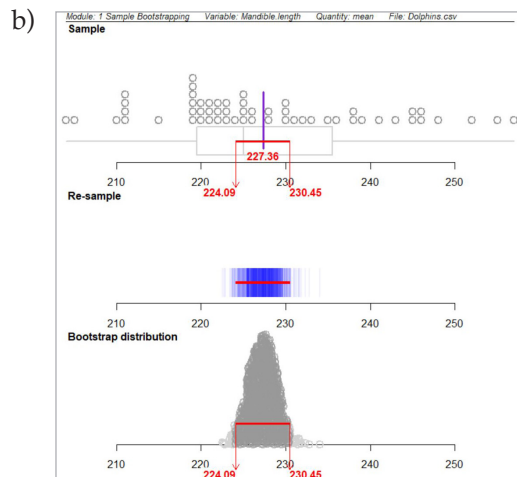 b)
Module: 1 Sample Bootstrapping Variable: Mandible.length Quantity: mean File: Dolphins.csv
Sample
227.36
210 220 230 240 250
224.09 230.45
Re-sample
210 220 230 240 250
Bootstrap distribution
210 220 230 240 250
224.09 230.45